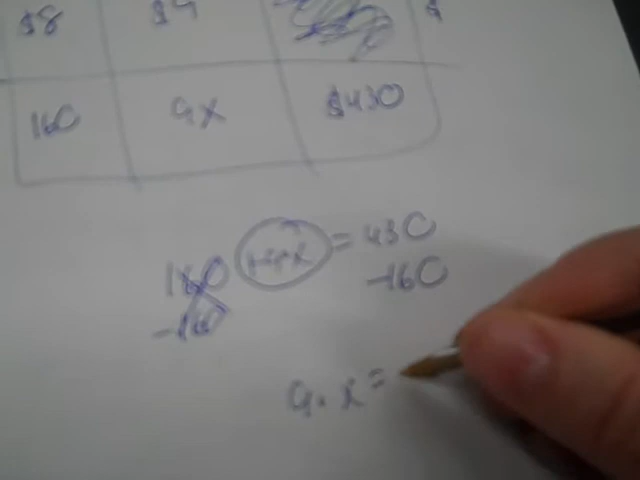 $8 $9 $
160 9x $430
160 +9x = 430
-160 -160
9. x =